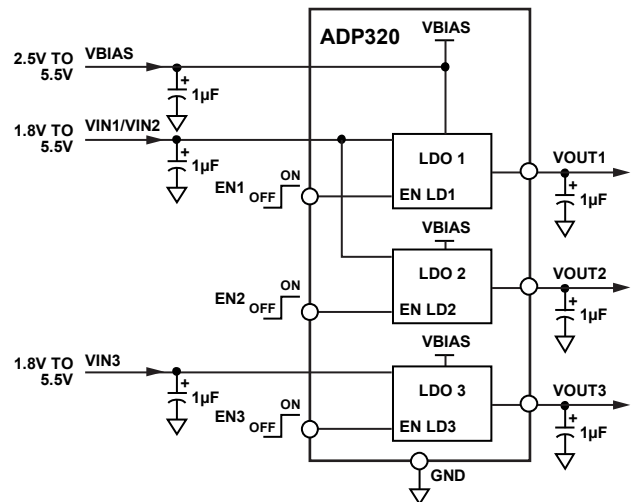 ADP320
VBIAS
2.5V TO 5.5V
VBIAS
+
1µF
1.8V TO 5.5V
VIN1/VIN2
+
1µF
LDO 1
EN LD1
EN1
OFF
ON
VOUT1
+
1µF
VBIAS
LDO 2
EN LD2
EN2
OFF
ON
VOUT2
+
1µF
1.8V TO 5.5V
VIN3
+
1µF
VBIAS
LDO 3
EN LD3
EN3
OFF
ON
VOUT3
+
1µF
GND